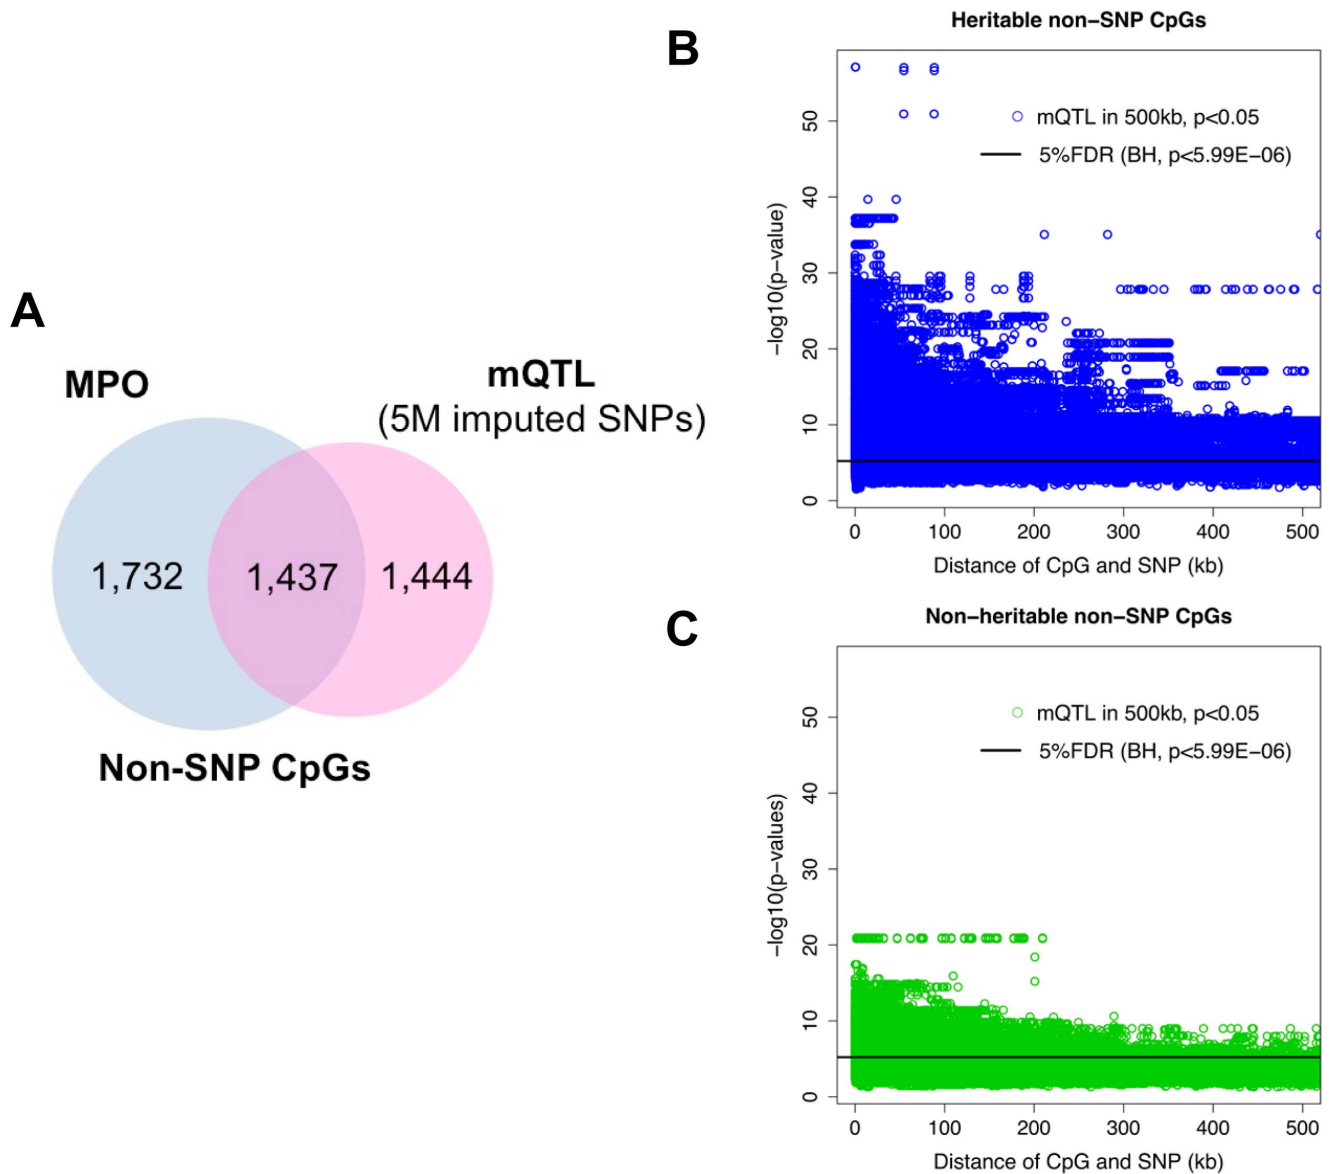 A
MPO
mQTL
(5M imputed SNPs)
1,732
1,437
1,444
Non-SNP CpGs
B
Heritable non−SNP CpGs
mQTL in 500kb, p<0.05
5%FDR (BH, p<5.99E−06)
−log10(p−value)
50
40
30
20
10
0
0 100 200 300 400 500
Distance of CpG and SNP (kb)
C
Non−heritable non−SNP CpGs
mQTL in 500kb, p<0.05
5%FDR (BH, p<5.99E−06)
−log10(p−values)
50
40
30
20
10
0
0 100 200 300 400 500
Distance of CpG and SNP (kb)